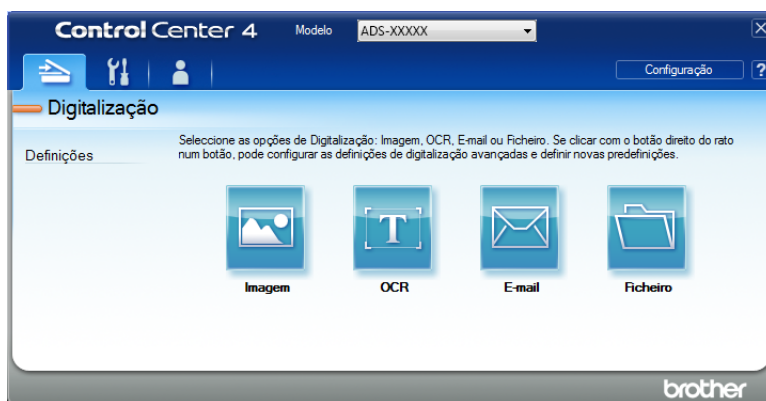 ControlCenter 4 Modelo ADS-XXXXX
Configuração ?
Digitalização
Definições
Seleccione as opções de Digitalização: Imagem, OCR, E-mail ou Ficheiro. Se clicar com o botão direito do rato
num botão, pode configurar as definições de digitalização avançadas e definir novas predefinições.
T
Imagem OCR E-mail Ficheiro
brother